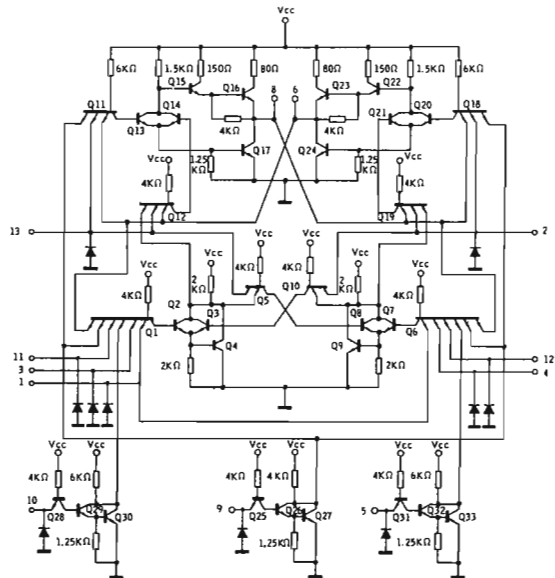 Vcc
6KΩ
1.5KΩ
150Ω
80Ω
80Ω
150Ω
1.5KΩ
6KΩ
Q15
Q16
8
6
Q23
Q22
Q11
Q14
Q13
Q21
Q20
Q18
4KΩ
4KΩ
Q17
Q24
Vcc
1.25
KΩ
1.25
KΩ
Vcc
4KΩ
4KΩ
Q12
Q19
13
2
Vcc
Vcc
Vcc
Vcc
Vcc
Vcc
4KΩ
2
KΩ
4KΩ
Q5
Q10
4KΩ
2
KΩ
4KΩ
Q2
Q3
Q8
Q7
Q1
Q4
Q9
Q6
2KΩ
2KΩ
11
3
1
12
4
Vcc
Vcc
Vcc
Vcc
Vcc
Vcc
4KΩ
6KΩ
4KΩ
4KΩ
4KΩ
6KΩ
10
Q28
Q29
Q30
9
Q25
Q26
Q27
5
Q31
Q32
Q33
1.25KΩ
1.25KΩ
1.25KΩ